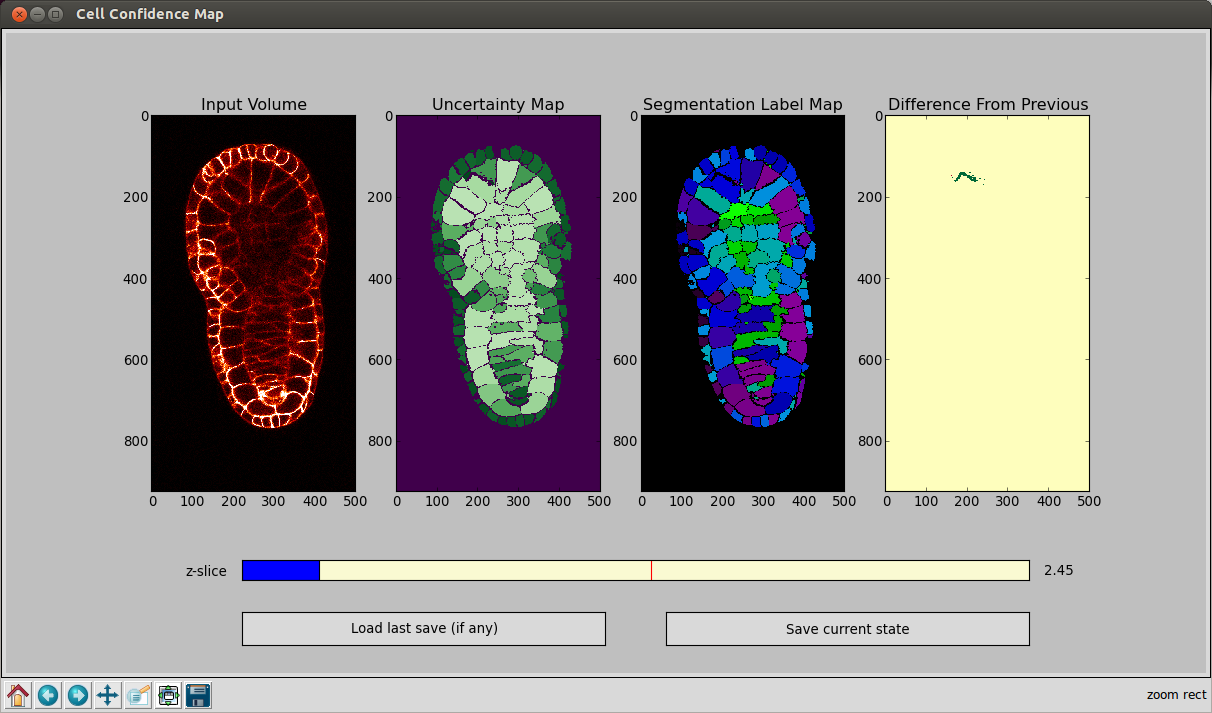 Cell Confidence Map
Input Volume
Uncertainty Map
Segmentation Label Map
Difference From Previous
0
200
400
600
800
0 100 200 300 400 500
0
200
400
600
800
0 100 200 300 400 500
0
200
400
600
800
0 100 200 300 400 500
0
200
400
600
800
0 100 200 300 400 500
z-slice
2.45
Load last save (if any)
Save current state
zoom rect